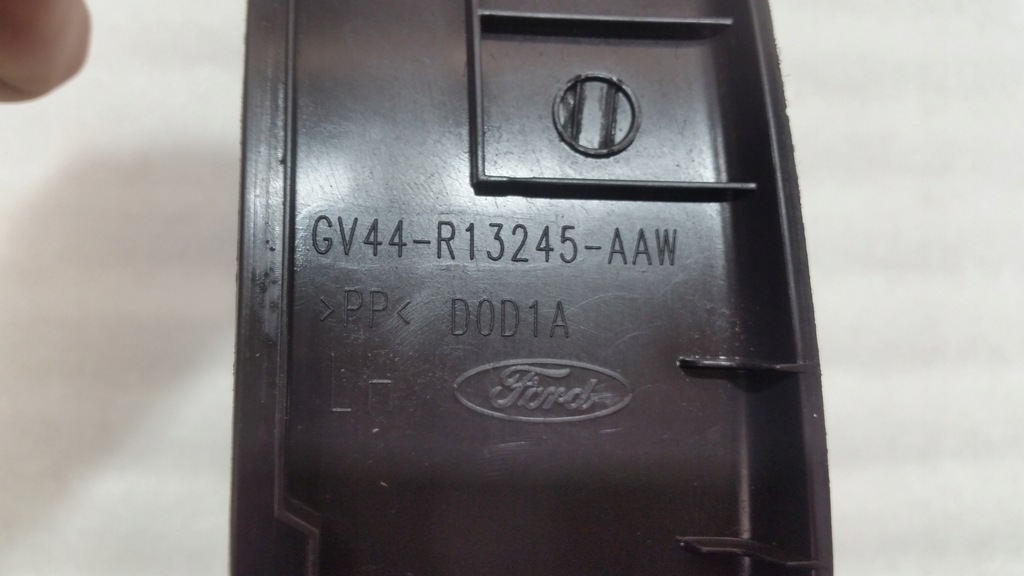 GV44-R13245-AAW
>PP< D0D1A
LH
Ford